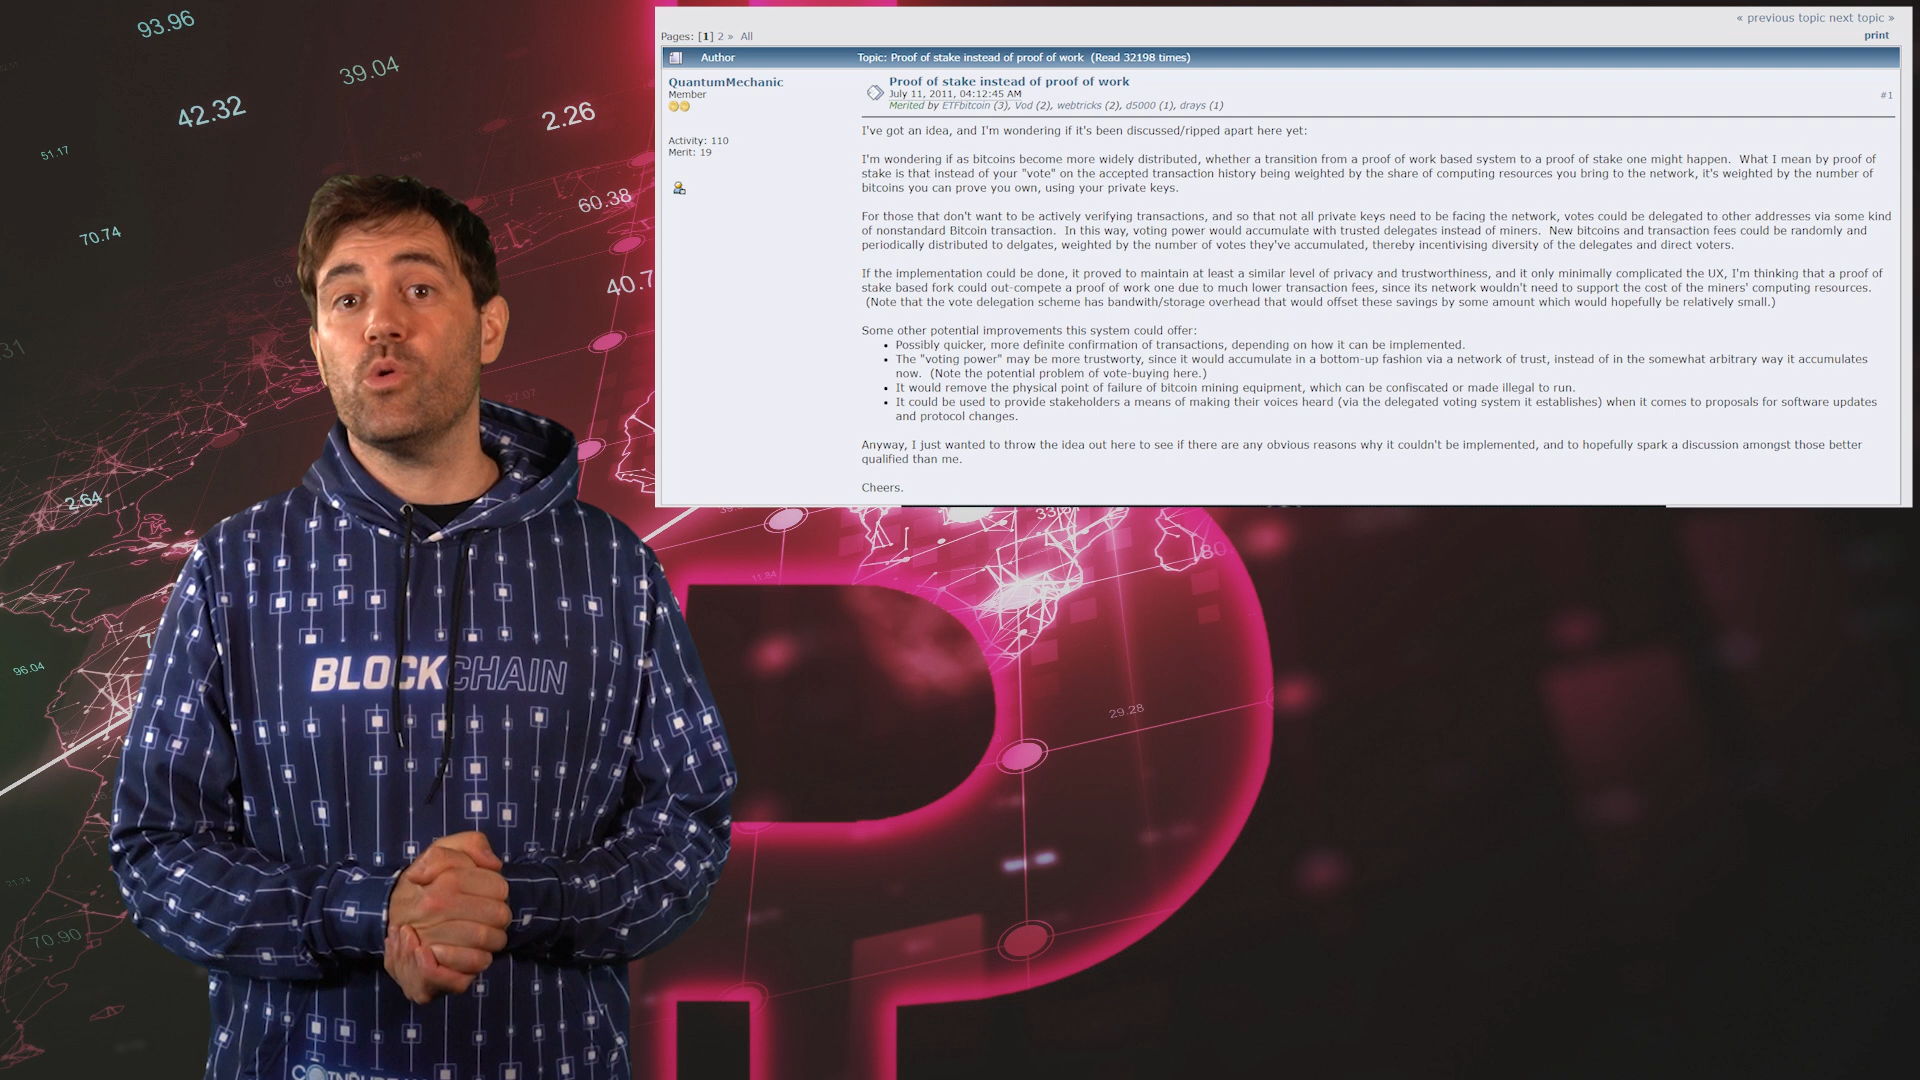 « previous topic next topic »
Pages: [1] 2 » All
print
Author
Topic: Proof of stake instead of proof of work (Read 32198 times)
QuantumMechanic
Member
Activity: 110
Merit: 19
Proof of stake instead of proof of work
July 11, 2011, 04:12:45 AM
Merited by ETFbitcoin (3), Vod (2), webtricks (2), d5000 (1), drays (1)
#1
I've got an idea, and I'm wondering if it's been discussed/ripped apart here yet:
I'm wondering if as bitcoins become more widely distributed, whether a transition from a proof of work based system to a proof of stake one might happen. What I mean by proof of
stake is that instead of your "vote" on the accepted transaction history being weighted by the share of computing resources you bring to the network, it's weighted by the number of
bitcoins you can prove you own, using your private keys.
For those that don't want to be actively verifying transactions, and so that not all private keys need to be facing the network, votes could be delegated to other addresses via some kind
of nonstandard Bitcoin transaction. In this way, voting power would accumulate with trusted delegates instead of miners. New bitcoins and transaction fees could be randomly and
periodically distributed to delgates, weighted by the number of votes they've accumulated, thereby incentivising diversity of the delegates and direct voters.
If the implementation could be done, it proved to maintain at least a similar level of privacy and trustworthiness, and it only minimally complicated the UX, I'm thinking that a proof of
stake based fork could out-compete a proof of work one due to much lower transaction fees, since its network wouldn't need to support the cost of the miners' computing resources.
(Note that the vote delegation scheme has bandwith/storage overhead that would offset these savings by some amount which would hopefully be relatively small.)
Some other potential improvements this system could offer:
• Possibly quicker, more definite confirmation of transactions, depending on how it can be implemented.
• The "voting power" may be more trustworty, since it would accumulate in a bottom-up fashion via a network of trust, instead of in the somewhat arbitrary way it accumulates
now. (Note the potential problem of vote-buying here.)
• It would remove the physical point of failure of bitcoin mining equipment, which can be confiscated or made illegal to run.
• It could be used to provide stakeholders a means of making their voices heard (via the delegated voting system it establishes) when it comes to proposals for software updates
and protocol changes.
Anyway, I just wanted to throw the idea out here to see if there are any obvious reasons why it couldn't be implemented, and to hopefully spark a discussion amongst those better
qualified than me.
Cheers.
93.96
39.04
42.32
2.26
51.17
60.38
70.74
40.7
27.07
2.64
11.84
80
96.04
29.28
70.90
BLOCKCHAIN